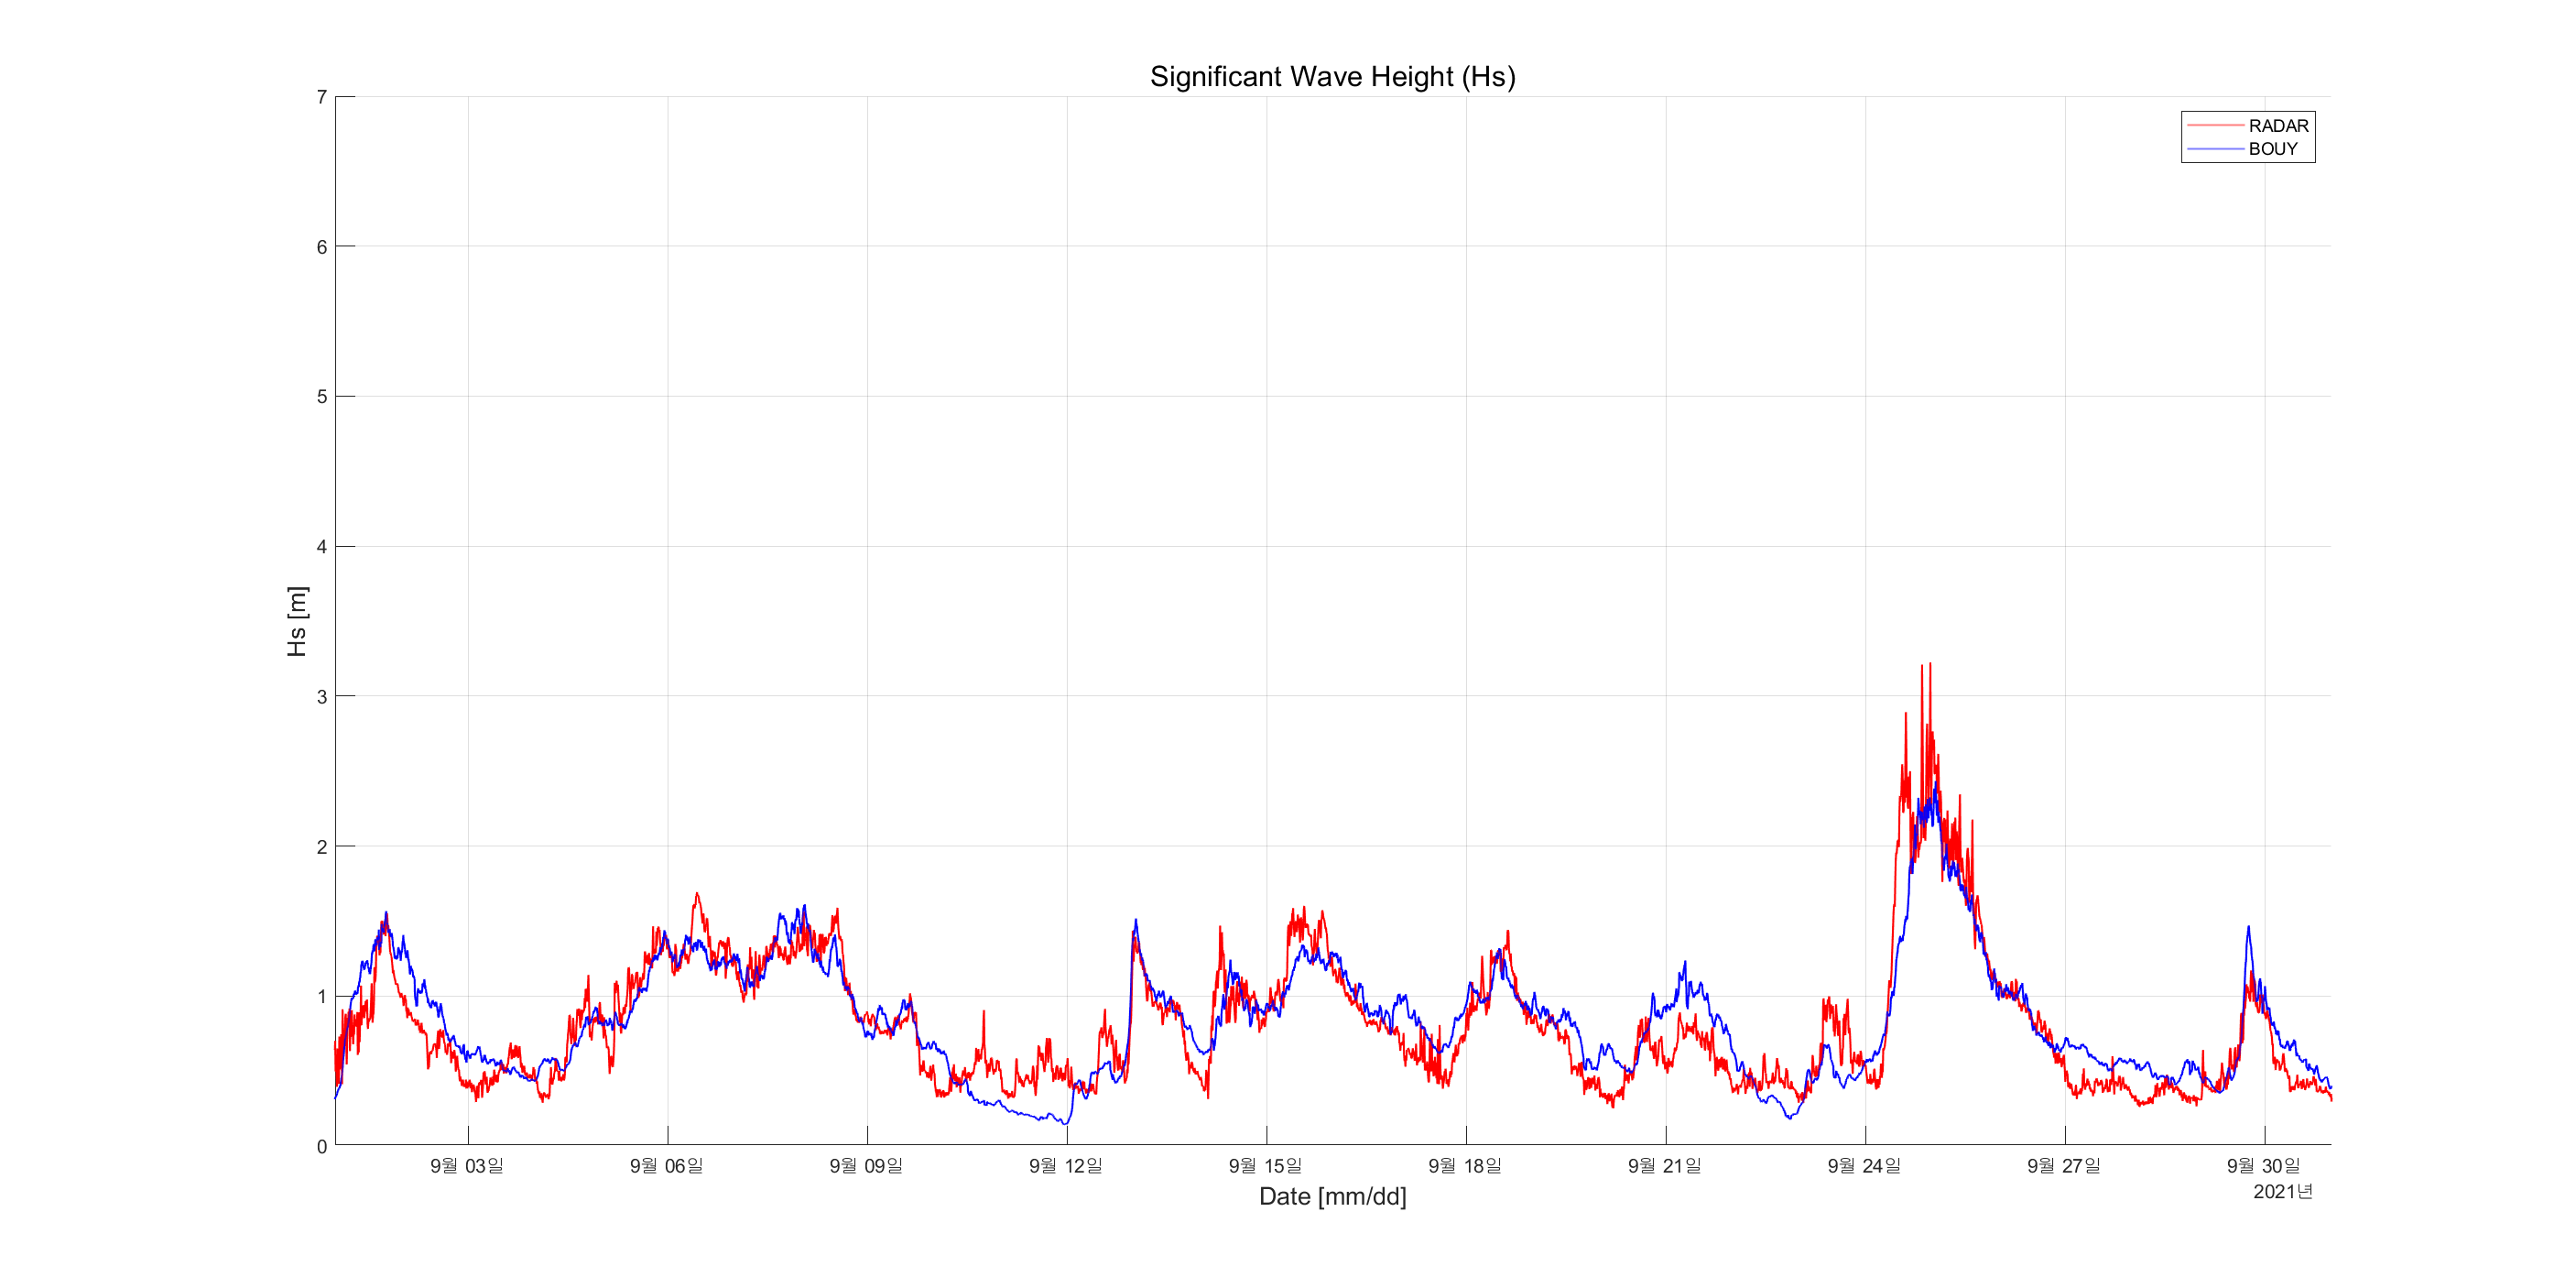 Significant Wave Height (Hs)
RADAR
BOUY
7
6
5
4
3
2
1
0
Hs [m]
9월 03일
9월 06일
9월 09일
9월 12일
9월 15일
9월 18일
9월 21일
9월 24일
9월 27일
9월 30일
2021년
Date [mm/dd]